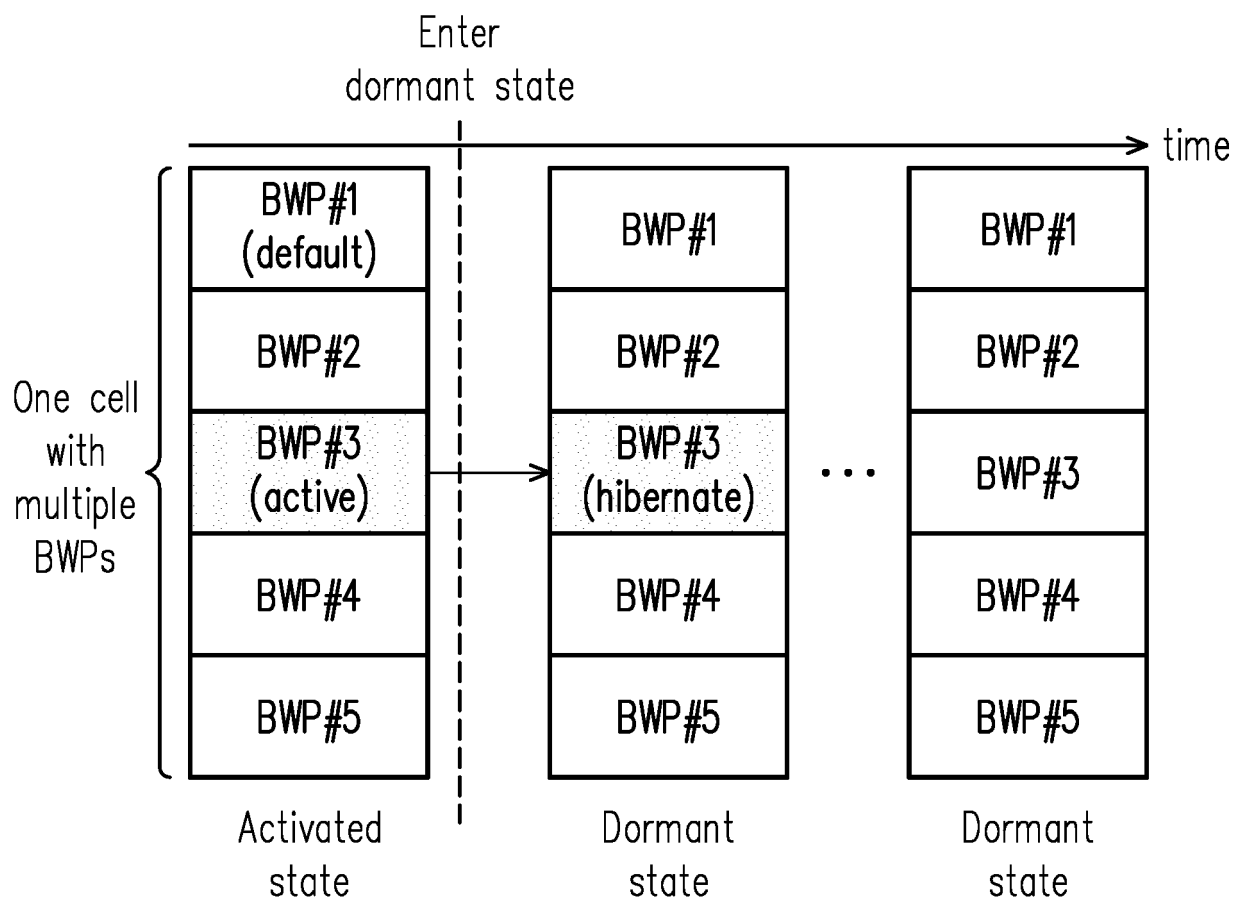 Enter
dormant state
time
One cell
with
multiple
BWPs
BWP#1
(default)
BWP#2
BWP#3
(active)
BWP#4
BWP#5
Activated
state
BWP#1
BWP#2
BWP#3
(hibernate)
BWP#4
BWP#5
Dormant
state
...
BWP#1
BWP#2
BWP#3
BWP#4
BWP#5
Dormant
state